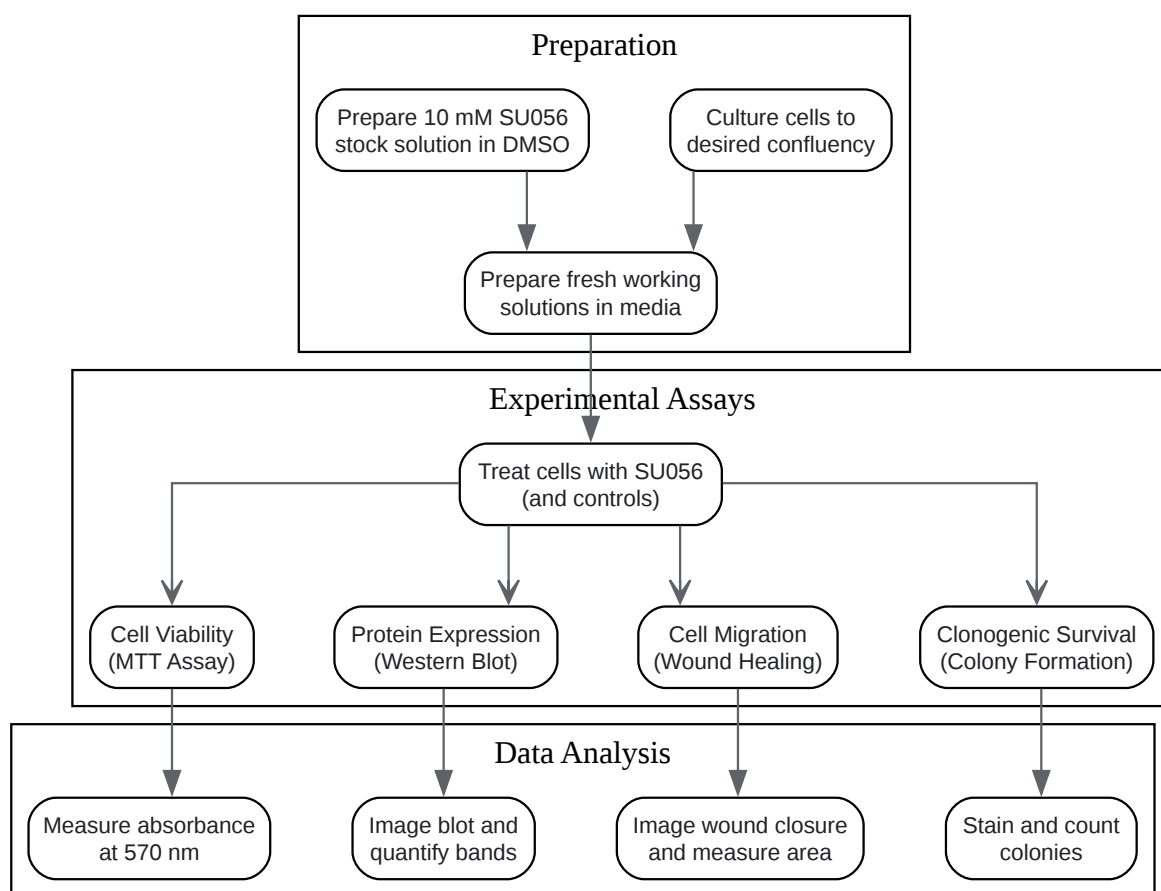 Preparation
Prepare 10 mM SU056
stock solution in DMSO
Culture cells to
desired confluency
Prepare fresh working
solutions in media
Experimental Assays
Treat cells with SU056
(and controls)
Cell Viability
(MTT Assay)
Protein Expression
(Western Blot)
Cell Migration
(Wound Healing)
Clonogenic Survival
(Colony Formation)
Data Analysis
Measure absorbance
at 570 nm
Image blot and
quantify bands
Image wound closure
and measure area
Stain and count
colonies